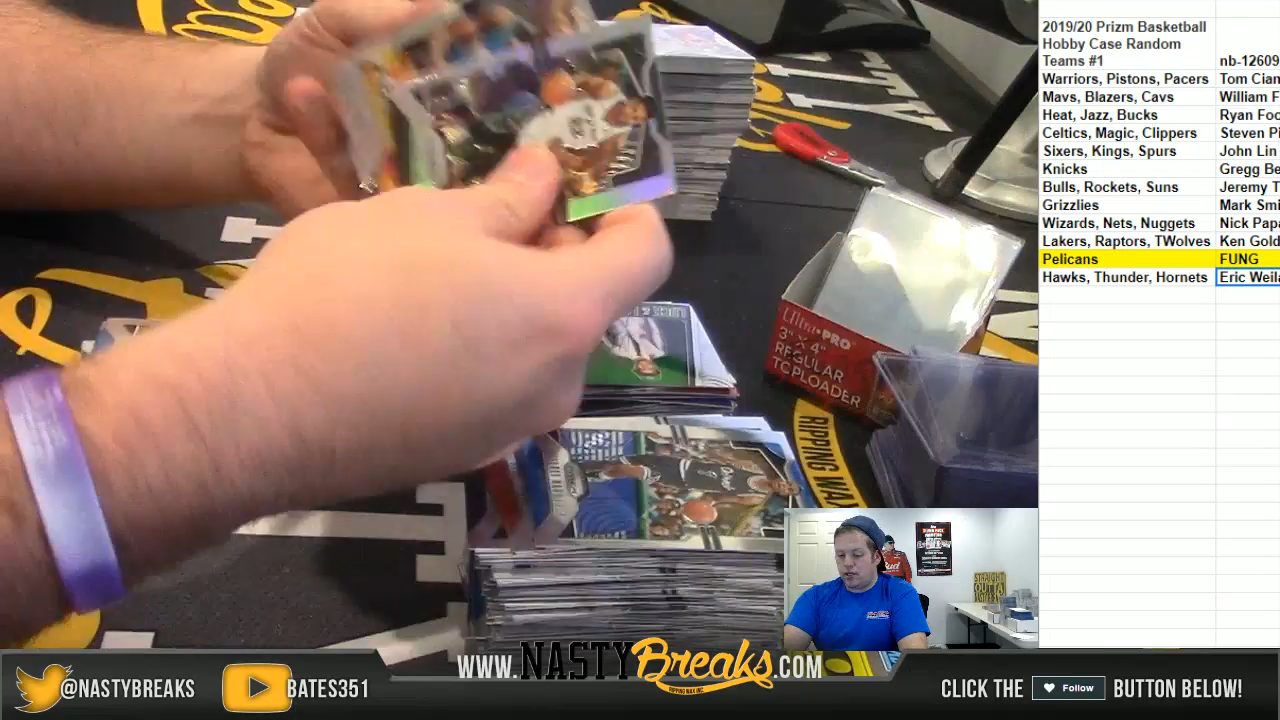 2019/20 Prizm Basketball
Hobby Case Random
Teams #1 nb-12609
Warriors, Pistons, Pacers Tom Cian
Mavs, Blazers, Cavs William F
Heat, Jazz, Bucks Ryan Foo
Celtics, Magic, Clippers Steven P
Sixers, Kings, Spurs John Lin
Knicks Gregg Be
Bulls, Rockets, Suns Jeremy T
Grizzlies Mark Smi
Wizards, Nets, Nuggets Nick Papa
Lakers, Raptors, TWolves Ken Gold
Pelicans FUNG
Hawks, Thunder, Hornets Eric Weila
Ultra•PRO
3" X 4"
REGULAR
TOPLOADER
RIPPING WAX
WWW.NASTYBreaks.COM
RIPPING WAX INC.
@NASTYBREAKS
BATES351
CLICK THE Follow BUTTON BELOW!